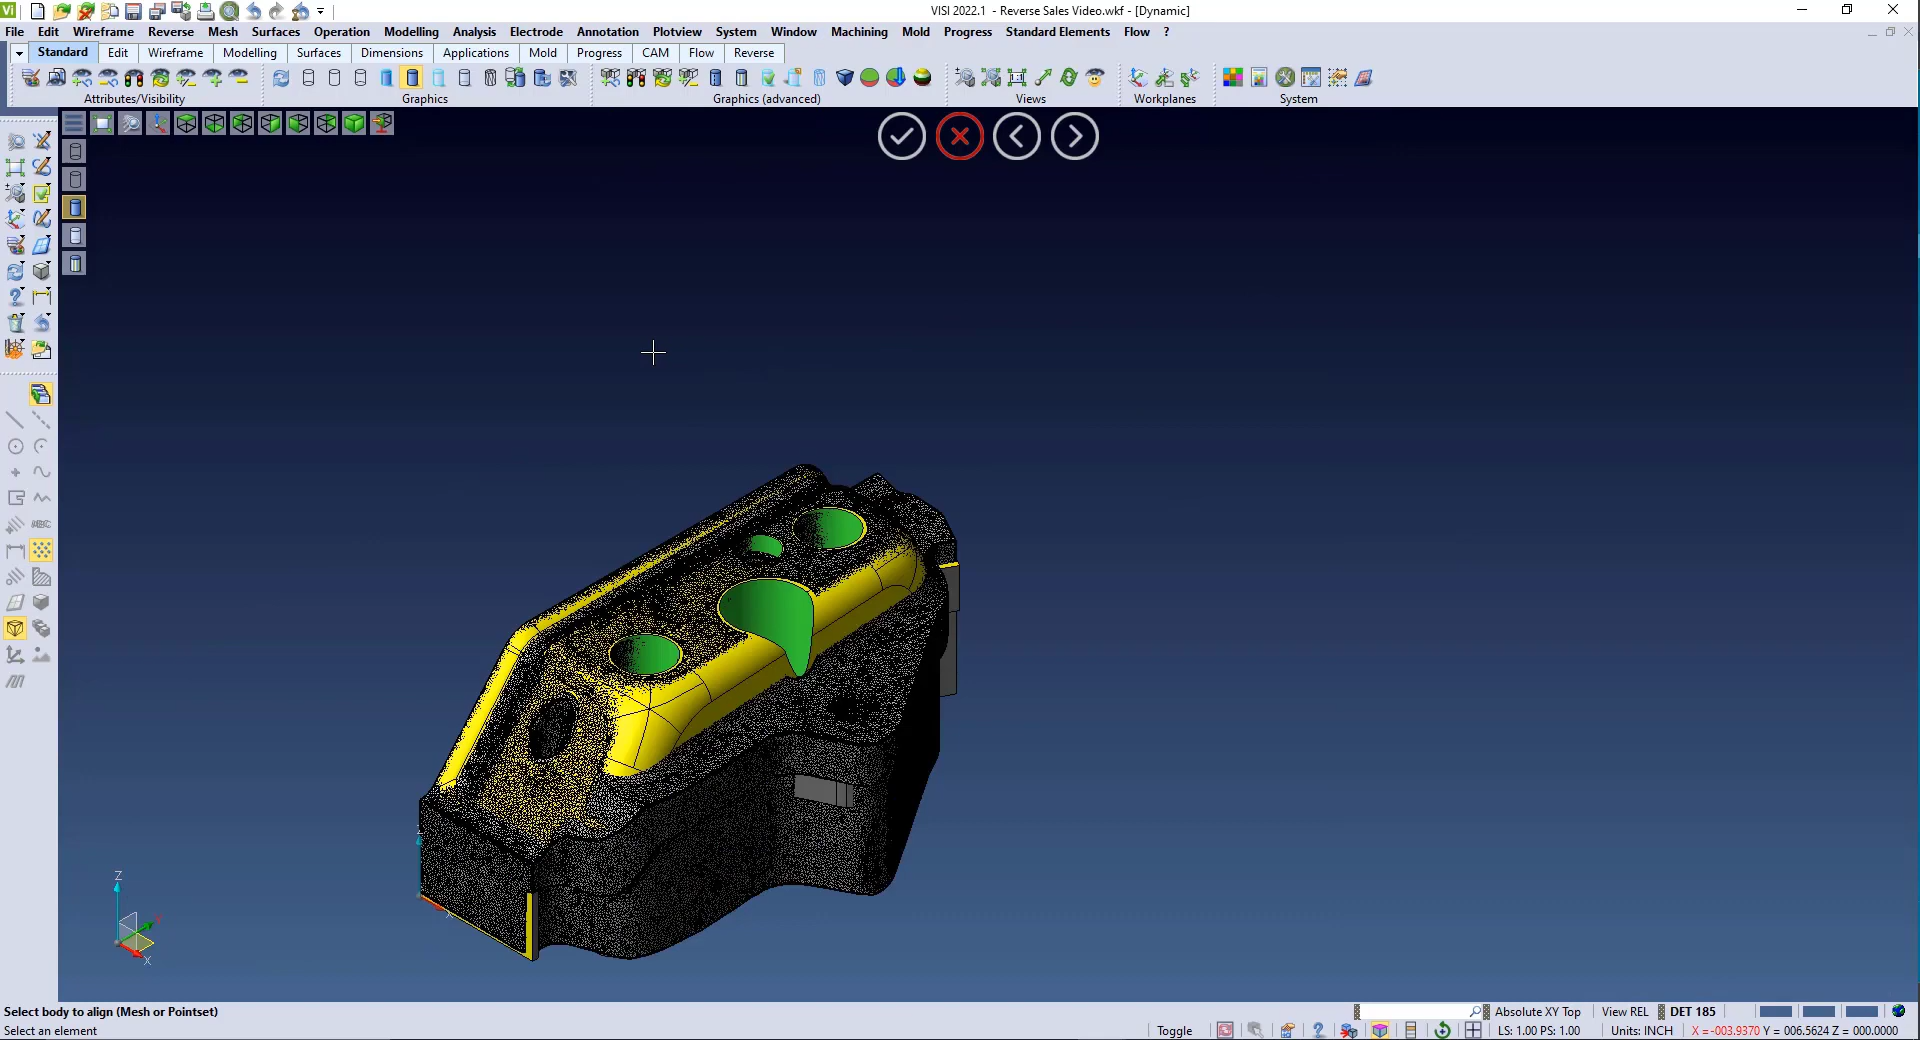 Vi
VISI 2022.1 - Reverse Sales Video.wkf - [Dynamic]
File Edit Wireframe Reverse Mesh Surfaces Operation Modelling Analysis Electrode Annotation Plotview System Window Machining Mold Progress Standard Elements Flow ?
Standard Edit Wireframe Modelling Surfaces Dimensions Applications Mold Progress CAM Flow Reverse
Attributes/Visibility Graphics Graphics (advanced) Views Workplanes System
ABC
Z
X
Z
Y
X
Select body to align (Mesh or Pointset) Absolute XY Top View REL DET 185
Select an element Toggle LS: 1.00 PS: 1.00 Units: INCH X =-003.9370 Y = 006.5624 Z = 000.0000